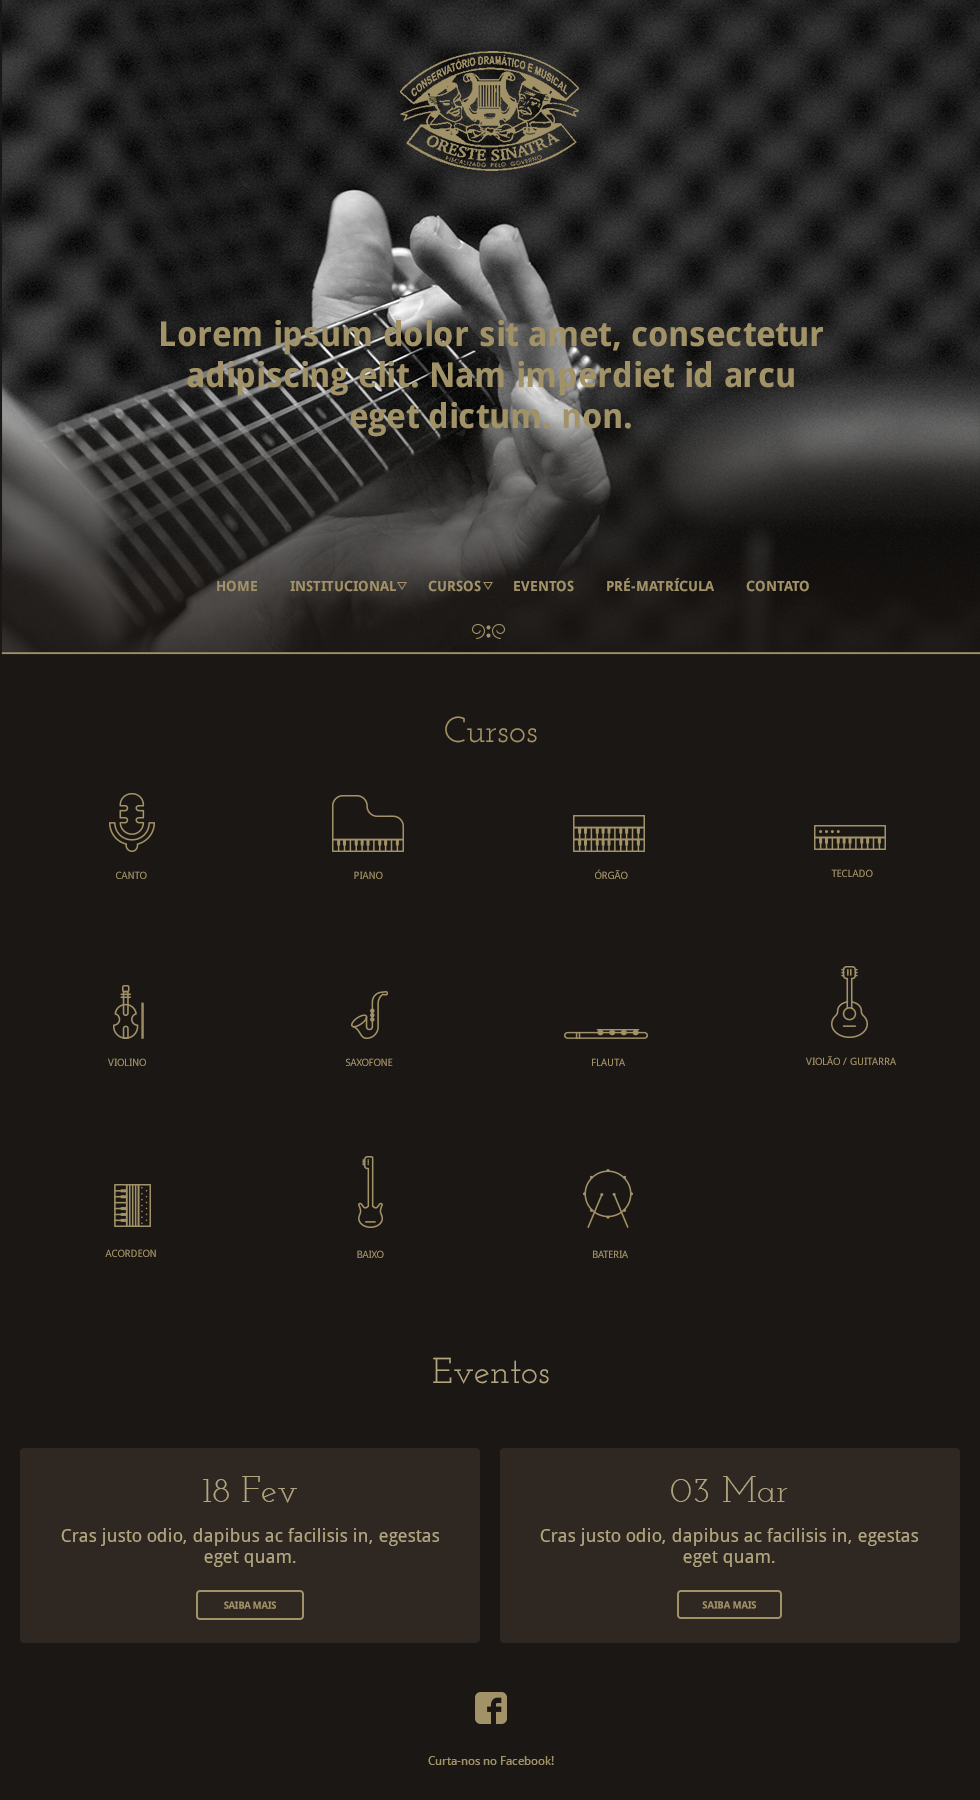 CONSERVATÓRIO DRAMÁTICO E MUSICAL
ORESTE SINATRA
FISCALIZADO PELO GOVERNO
Lorem ipsum dolor sit amet, consectetur
adipiscing elit. Nam imperdiet id arcu
eget dictum. non.
HOME INSTITUCIONAL CURSOS EVENTOS PRÉ-MATRÍCULA CONTATO
Cursos
CANTO PIANO ÓRGÃO TECLADO
VIOLINO SAXOFONE FLAUTA VIOLÃO / GUITARRA
ACORDEON BAIXO BATERIA
Eventos
18 Fev
Cras justo odio, dapibus ac facilisis in, egestas
eget quam.
SAIBA MAIS
03 Mar
Cras justo odio, dapibus ac facilisis in, egestas
eget quam.
SAIBA MAIS
Curta-nos no Facebook!